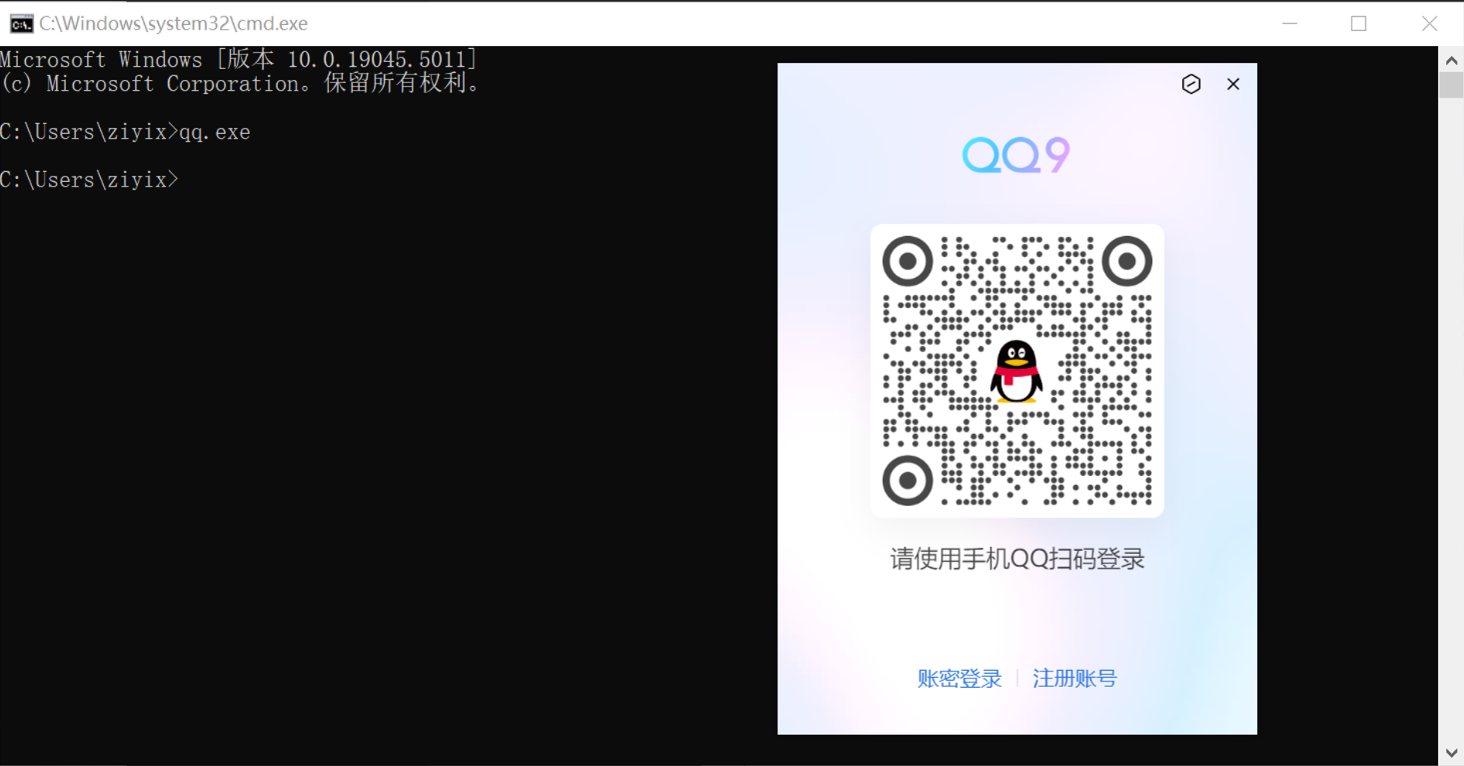 C:\Windows\system32\cmd.exe
Microsoft Windows [版本 10.0.19045.5011]
(c) Microsoft Corporation。保留所有权利。
C:\Users\ziyix>qq.exe
C:\Users\ziyix>
QQ9
请使用手机QQ扫码登录
账密登录 | 注册账号